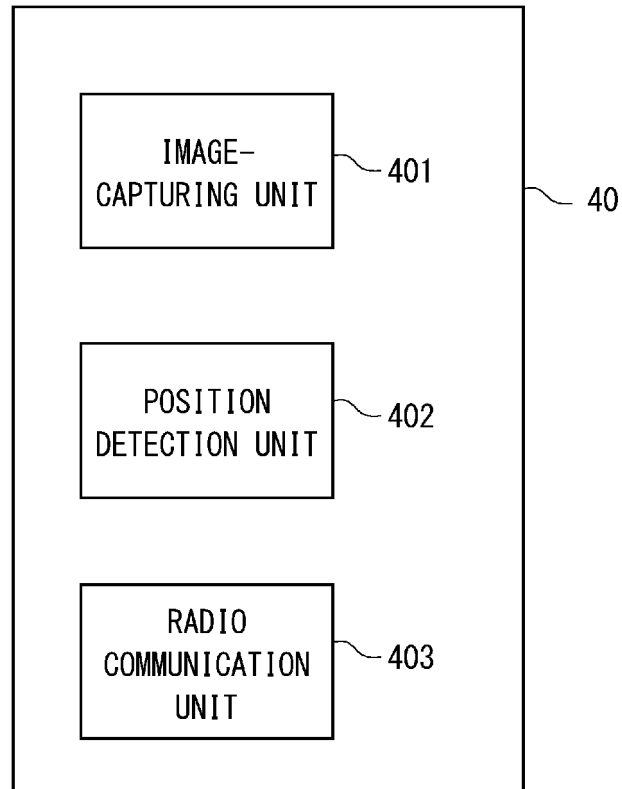 IMAGE-
CAPTURING UNIT
401
40
POSITION
DETECTION UNIT
402
RADIO
COMMUNICATION
UNIT
403